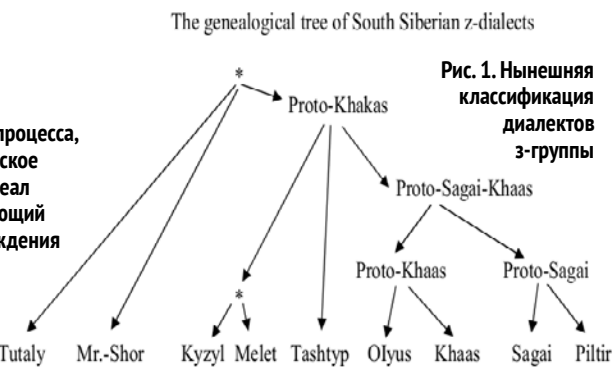 The genealogical tree of South Siberian z-dialects
Рис. 1. Нынешняя
классификация
диалектов
з-группы
*
Proto-Khakas
процесса,
ское
еал
ющий
ждения
Proto-Sagai-Khaas
Proto-Khaas
Proto-Sagai
*
Tutaly
Mr.-Shor
Kyzyl
Melet
Tashtyp
Olyus
Khaas
Sagai
Piltir